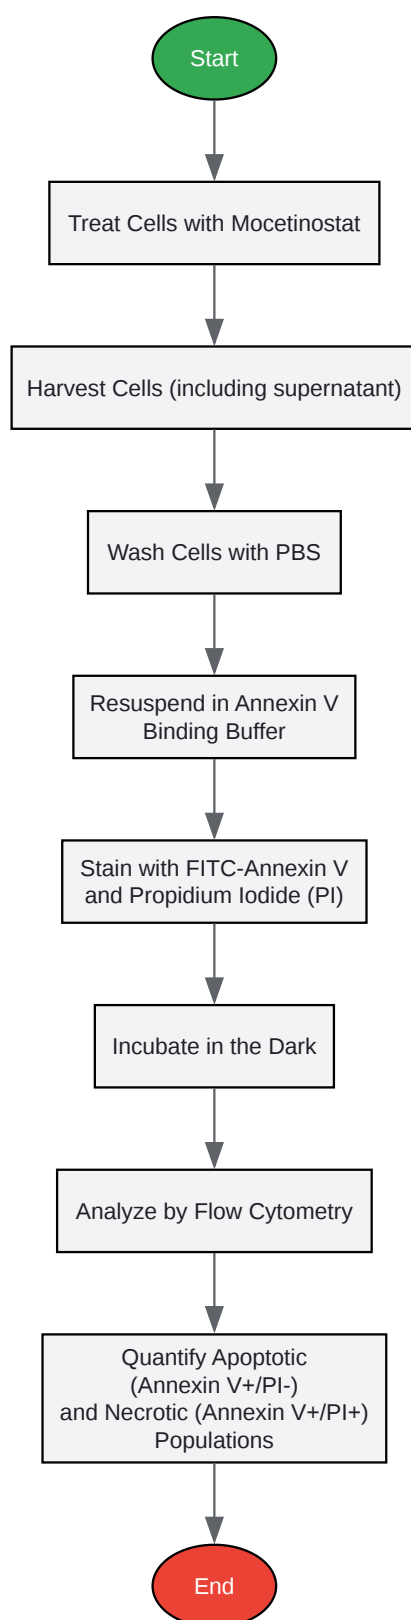 Start
Treat Cells with Mocetinostat
Harvest Cells (including supernatant)
Wash Cells with PBS
Resuspend in Annexin V
Binding Buffer
Stain with FITC-Annexin V
and Propidium Iodide (PI)
Incubate in the Dark
Analyze by Flow Cytometry
Quantify Apoptotic
(Annexin V+/PI-)
and Necrotic (Annexin V+/PI+)
Populations
End